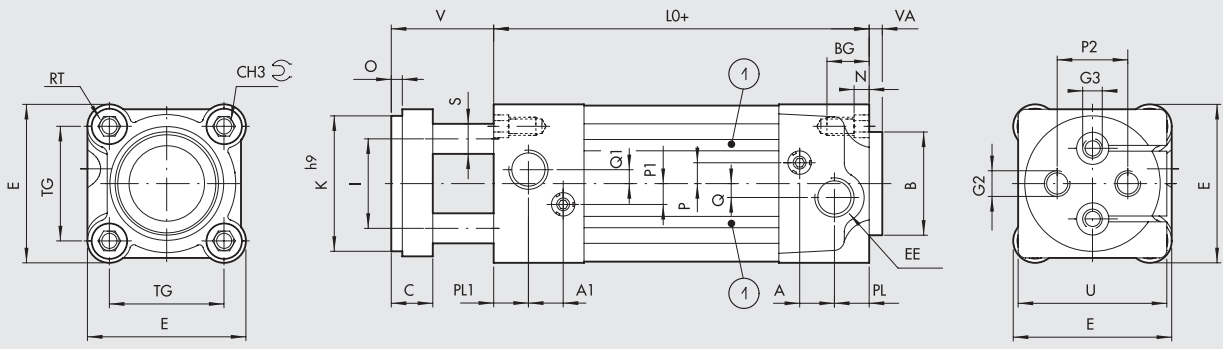 V
L0+
VA
BG
N
O
S
RT
CH3
1
P2
G3
E
TG
K h9
I
Q1
P1
P
Q
B
G2
E
EE
C
PL1
A1
1
A
PL
TG
E
U
E